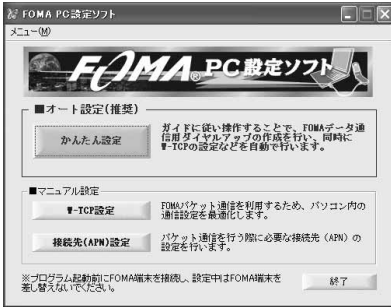 FOMA PC設定ソフト
メニュー(M)
FOMA PC設定ソフト
■オート設定(推奨)
かんたん設定
ガイドに従い操作することで、FOMAデータ通
信用ダイヤルアップの作成を行い、同時に
W-TCPの設定などを自動で行います。
■マニュアル設定
W-TCP設定
FOMAパケット通信を利用するため、パソコン内の
通信設定を最適化します。
接続先(APN)設定
パケット通信を行う際に必要な接続先(APN)の
設定を行います。
※プログラム起動前にFOMA端末を接続し、設定中はFOMA端末を
差し替えないでください。
終了